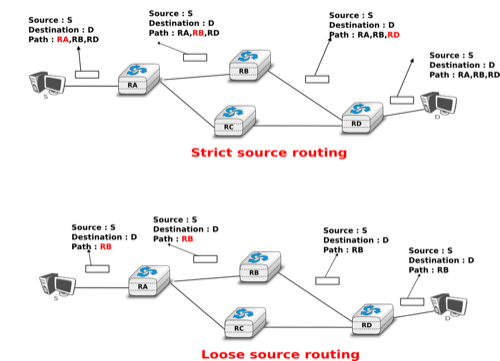 Source : S
Destination : D
Path : RA,RB,RD
Source : S
Destination : D
Path : RA,RB,RD
Source : S
Destination : D
Path : RA,RB,RD
Source : S
Destination : D
Path : RA,RB,RD
S
RA
RB
RC
RD
D
Strict source routing
Source : S
Destination : D
Path : RB
Source : S
Destination : D
Path : RB
Source : S
Destination : D
Path : RB
Source : S
Destination : D
Path : RB
S
RA
RB
RC
RD
D
Loose source routing